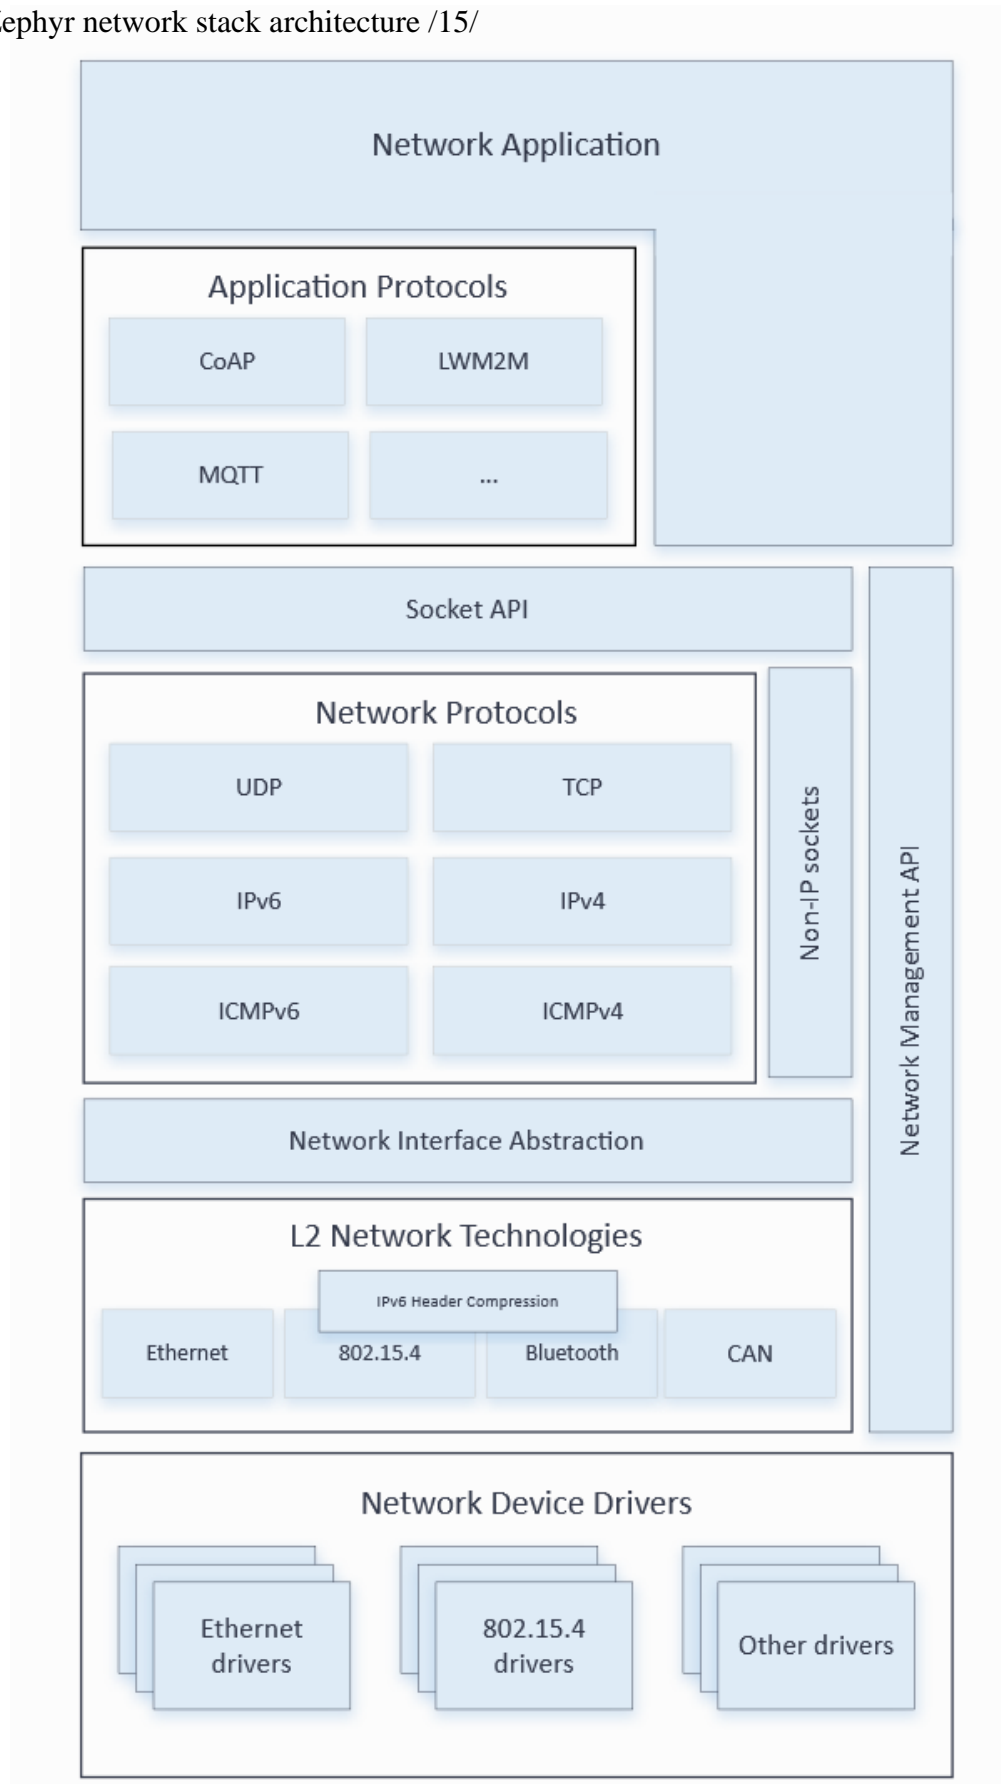 ephyr network stack architecture /15/
Network Application
Application Protocols
CoAP
LWM2M
MQTT
...
Socket API
Network Protocols
UDP
TCP
IPv6
IPv4
ICMPv6
ICMPv4
Non-IP sockets
Network Management API
Network Interface Abstraction
L2 Network Technologies
IPv6 Header Compression
Ethernet
802.15.4
Bluetooth
CAN
Network Device Drivers
Ethernet
drivers
802.15.4
drivers
Other drivers